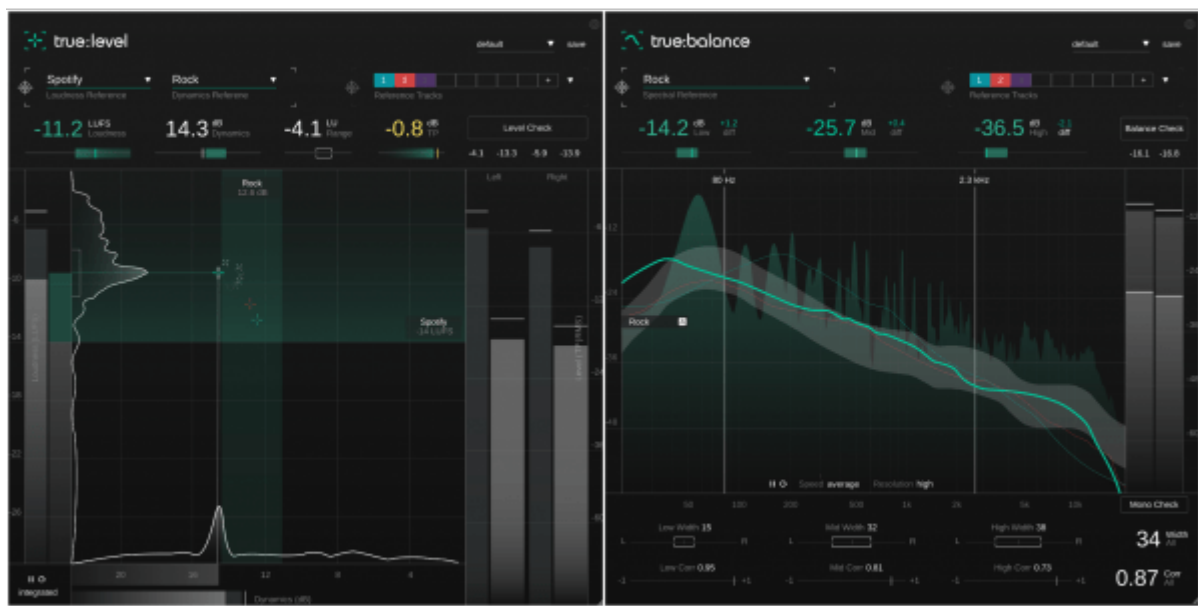 true:level
default
save
Spotify
Loudness Reference
Rock
Dynamics Referenc
1 3
+
Reference Tracks
-11.2 LUFS Loudness
14.3 dB Dynamics
-4.1 LU Range
-0.8 dB TP
Level Check
-4.1 -13.3 -5.9 -13.9
Left
Right
Rock
12.9 dB
Spotify
-14 LUFS
20 12 8 4
H
integrated
Dynamics (dB)
true:balance
default
save
Rock
Spectral Reference
1 2
+
Reference Tracks
-14.2 dB Low +1.2 diff
-25.7 dB Mid +0.4 diff
-36.5 dB High -2.1 diff
Balance Check
-16.1 -16.8
80 Hz
2.3 kHz
Rock
Speed average
Resolution high
50 100 200 500 1K 2K 5k 10k
Mono Check
Low Width 15
Mid Width 32
High Width 38
L R L R L R
34 Width All
Low Corr 0.95
Mid Corr 0.81
High Corr 0.73
-1 +1 -1 +1 -1 +1
0.87 Corr All